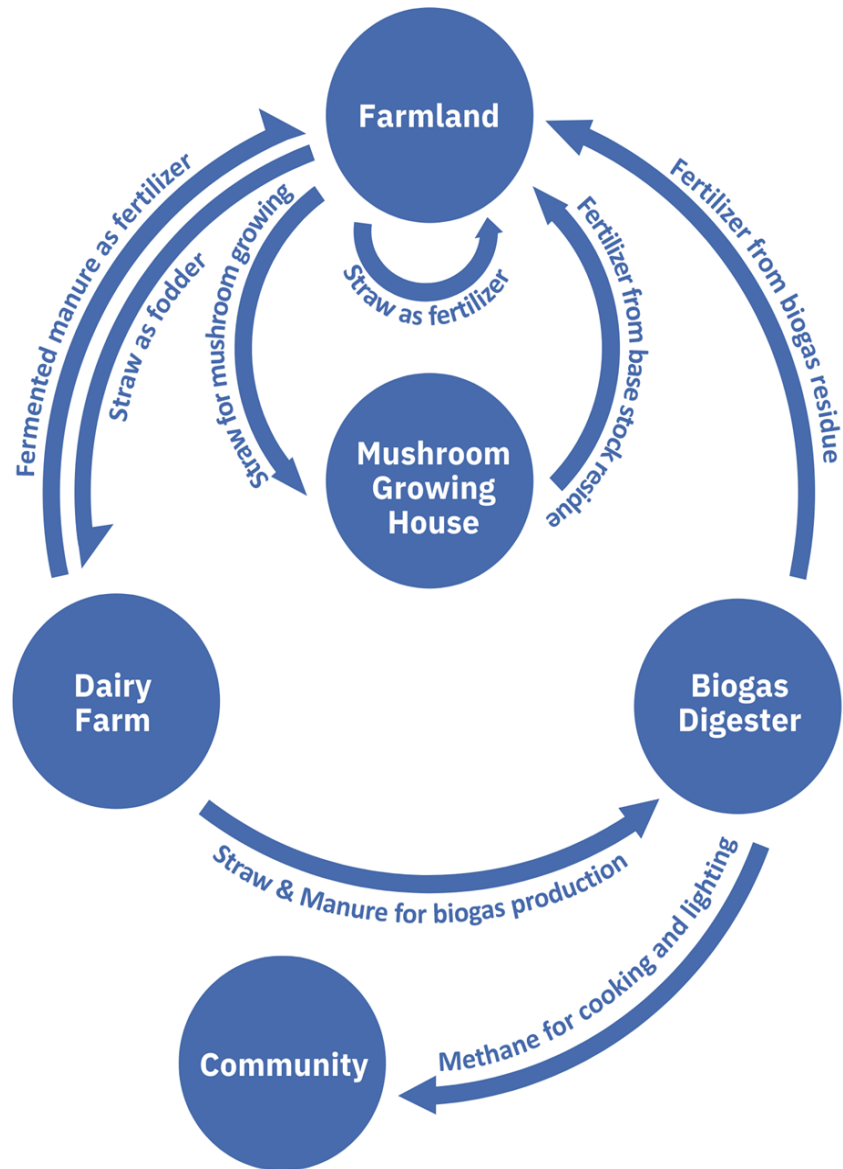 Farmland
Fermented manure as fertilizer
Straw as fodder
Straw for mushroom growing
Straw as fertilizer
Fertilizer from base stock residue
Fertilizer from biogas residue
Mushroom
Growing
House
Dairy
Farm
Biogas
Digester
Straw & Manure for biogas production
Methane for cooking and lighting
Community